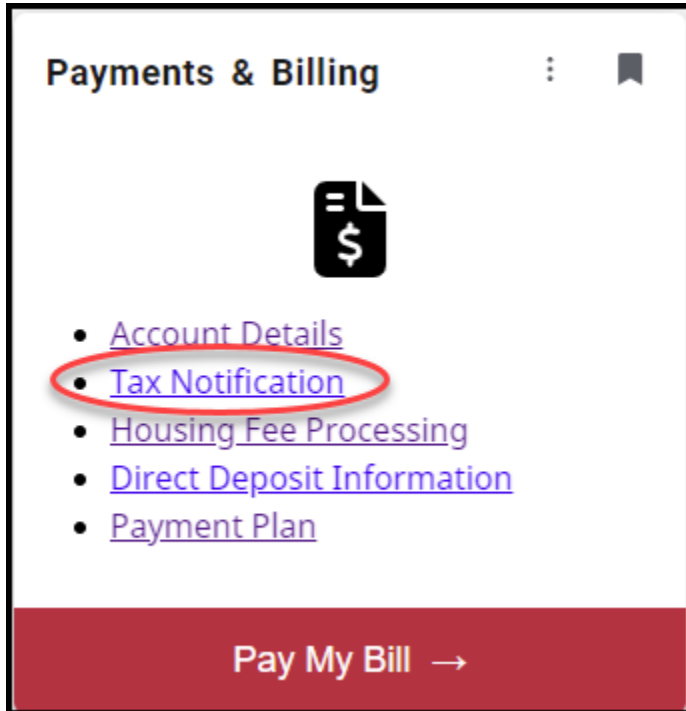 Payments & Billing
$
Account Details
Tax Notification
Housing Fee Processing
Direct Deposit Information
Payment Plan
Pay My Bill →